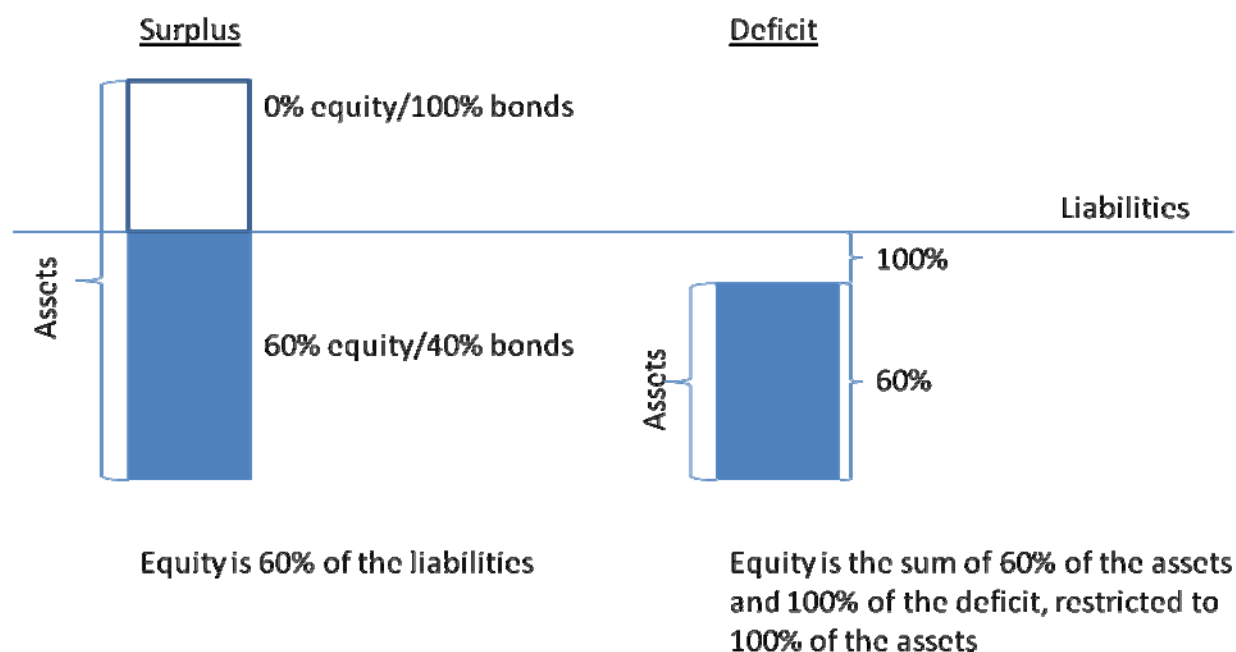 Surplus
Deficit
0% equity/100% bonds
Liabilities
100%
Assets
60% equity/40% bonds
Assets
60%
Equity is 60% of the liabilities
Equity is the sum of 60% of the assets
and 100% of the deficit, restricted to
100% of the assets